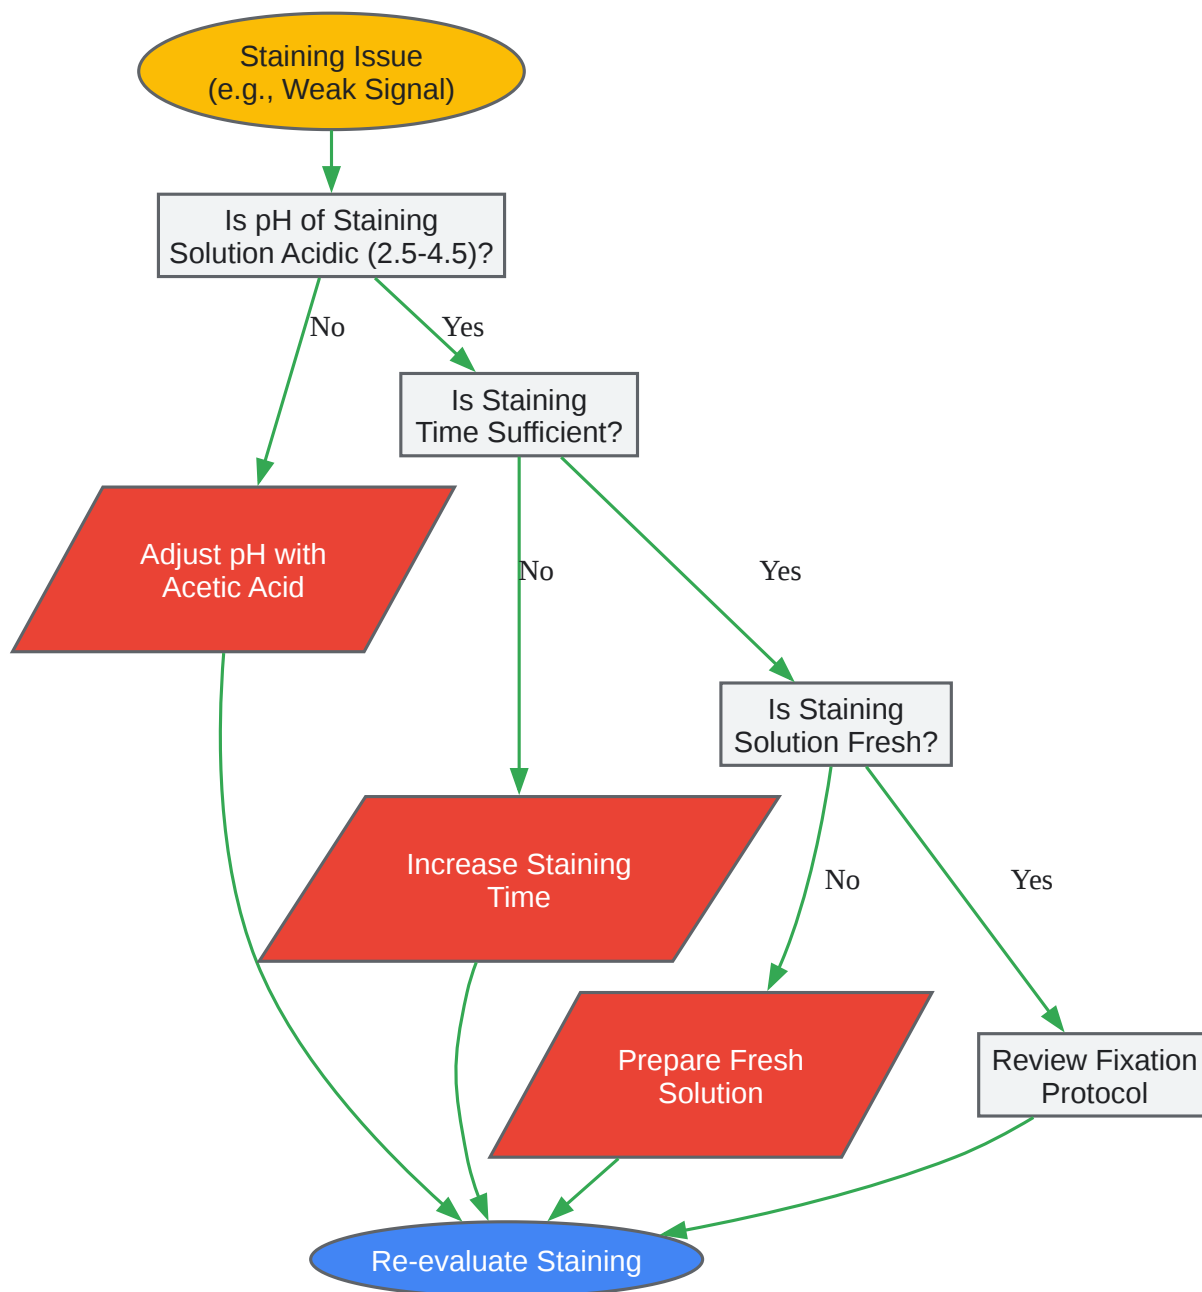 Staining Issue
(e.g., Weak Signal)
Is pH of Staining
Solution Acidic (2.5-4.5)?
No
Yes
Is Staining
Time Sufficient?
Adjust pH with
Acetic Acid
No
Yes
Is Staining
Solution Fresh?
Increase Staining
Time
No
Yes
Prepare Fresh
Solution
Review Fixation
Protocol
Re-evaluate Staining